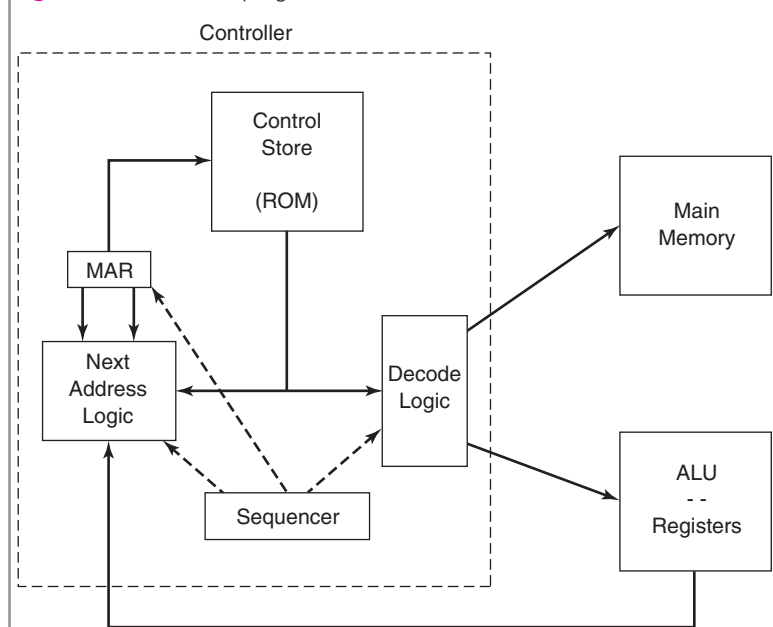 Controller
Control
Store
(ROM)
Main
Memory
MAR
Next
Address
Logic
Decode
Logic
Sequencer
ALU
- -
Registers